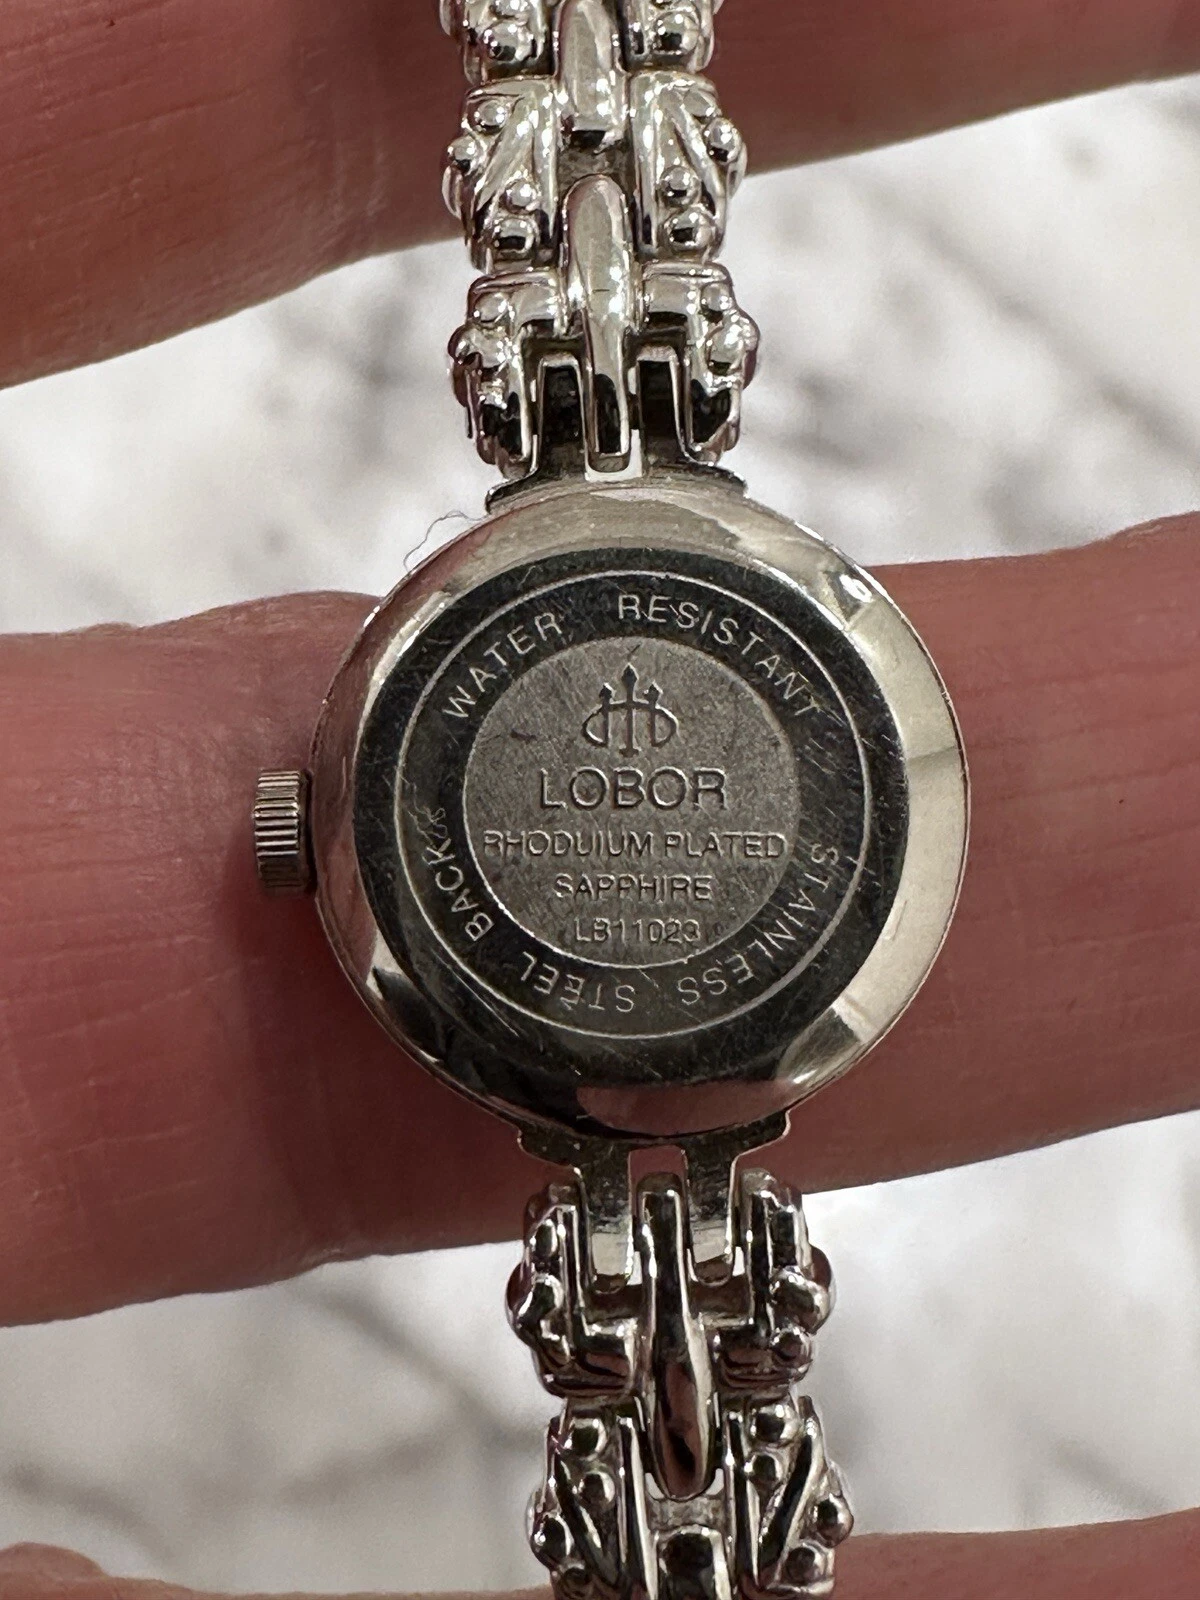 WATER RESISTANT
STAINLESS STEEL BACK
LOBOR
RHODUIUM PLATED
SAPPHIRE
LB11023